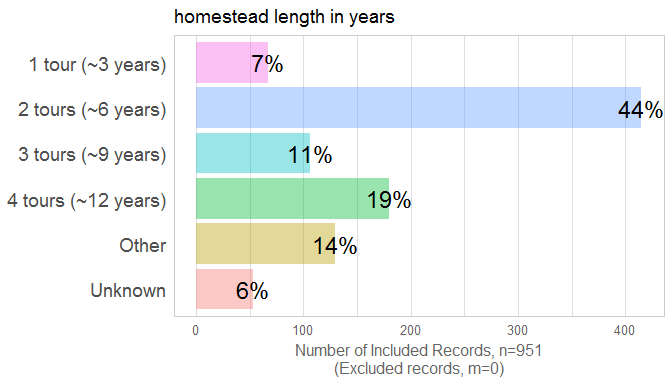 homestead length in years
1 tour (~3 years) 7%
2 tours (~6 years) 44%
3 tours (~9 years) 11%
4 tours (~12 years) 19%
Other 14%
Unknown 6%
0 100 200 300 400
Number of Included Records, n=951
(Excluded records, m=0)